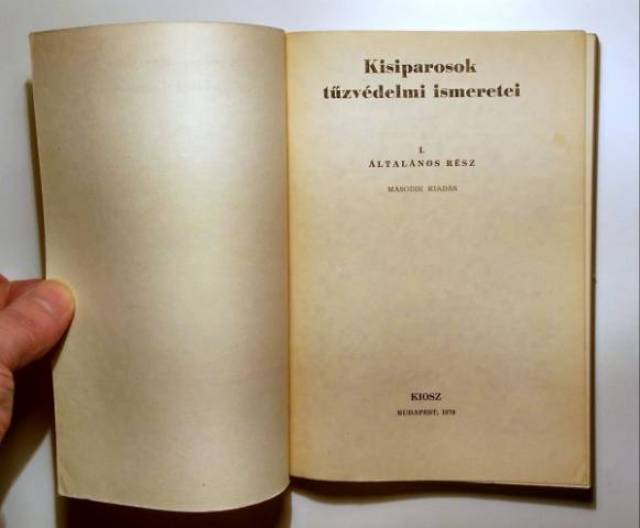 Kisiparosok
tűzvédelmi ismeretei
I.
ÁLTALÁNOS RÉSZ
MÁSODIK KIADÁS
KIOSZ
BUDAPEST, 1978